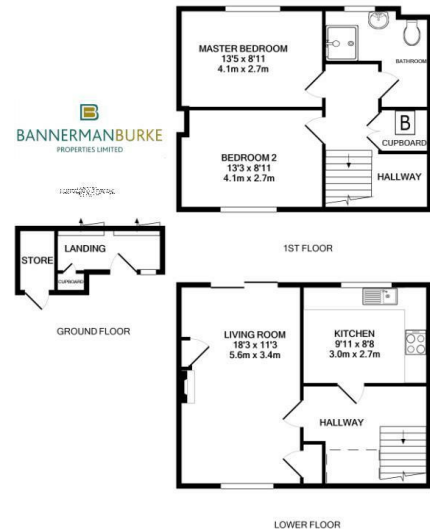 MASTER BEDROOM
13'5 x 8'11
4.1m x 2.7m
BATHROOM
B
BANNERMANBURKE
PROPERTIES LIMITED
B
CUPBOARD
BEDROOM 2
13'3 x 8'11
4.1m x 2.7m
HALLWAY
1ST FLOOR
STORE
LANDING
CUPBOARD
GROUND FLOOR
LIVING ROOM
18'3 x 11'3
5.6m x 3.4m
KITCHEN
9'11 x 8'8
3.0m x 2.7m
HALLWAY
LOWER FLOOR